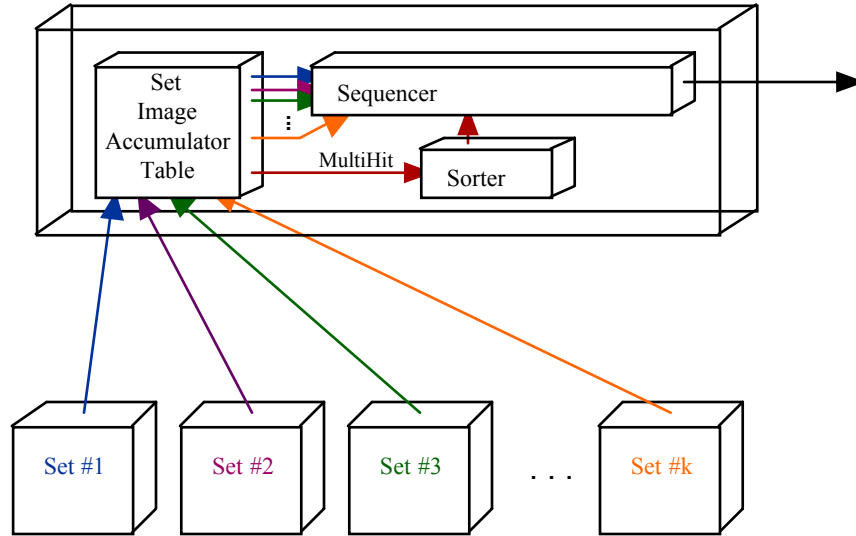 Set
Image
Accumulator
Table
Sequencer
MultiHit
Sorter
Set #1
Set #2
Set #3
. . .
Set #k